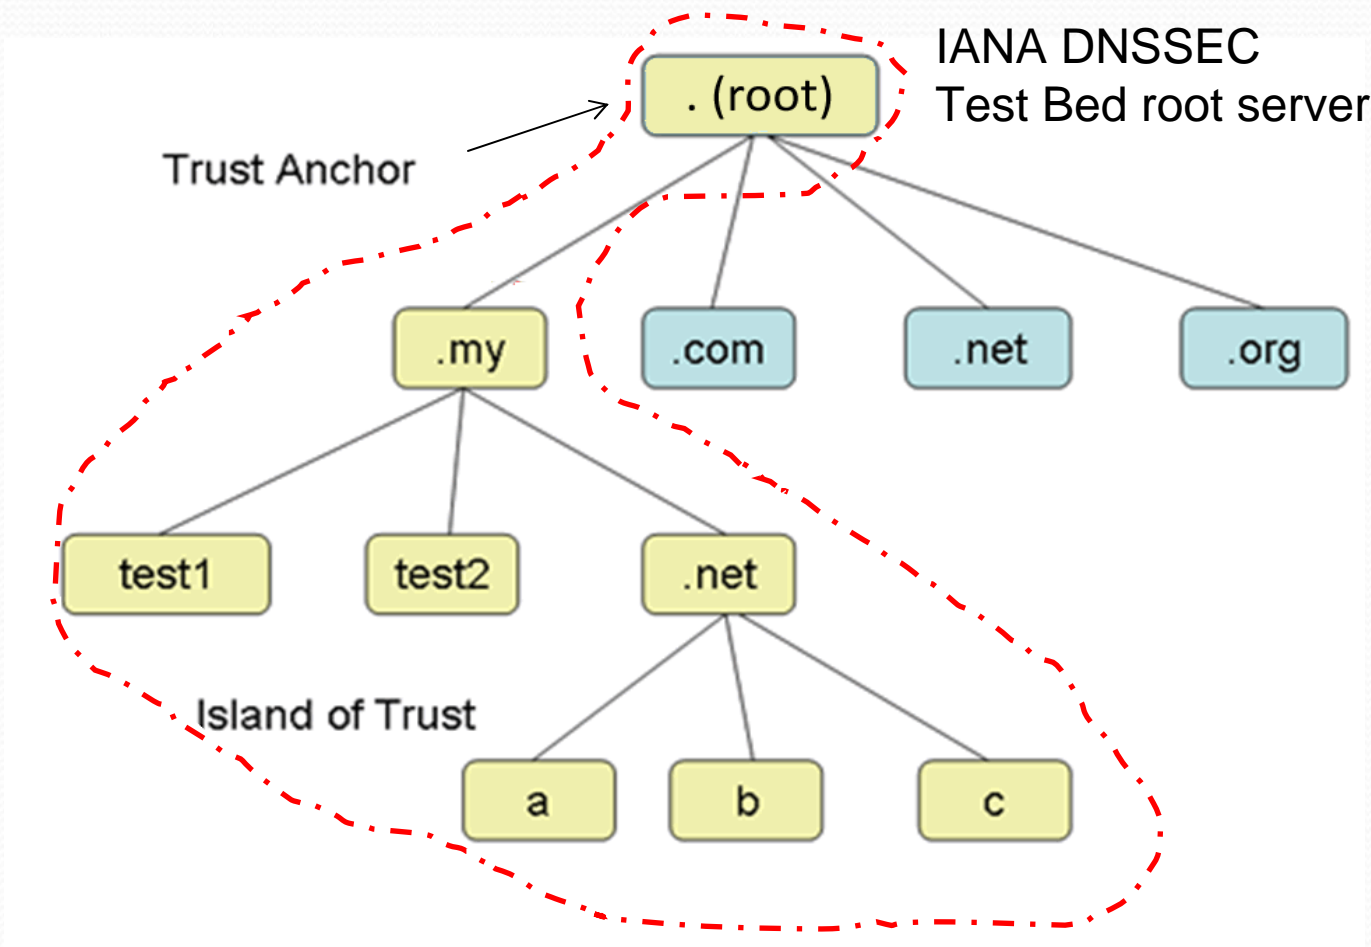 IANA DNSSEC
. (root)
Test Bed root server
Trust Anchor
.my
.com
.net
.org
test1
test2
.net
Island of Trust
a
b
c